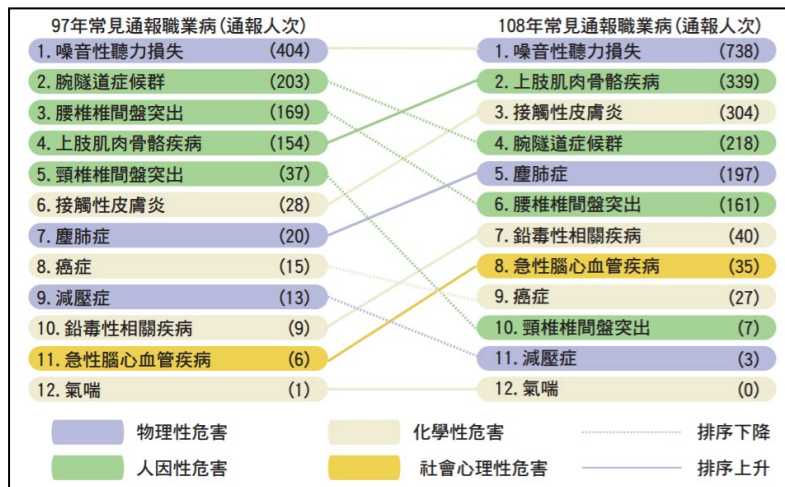 97年常見通報職業病(通報人次)
108年常見通報職業病(通報人次)
1. 噪音性聽力損失 (404)
1. 噪音性聽力損失 (738)
2. 腕隧道症候群 (203)
2. 上肢肌肉骨骼疾病 (339)
3. 腰椎椎間盤突出 (169)
3. 接觸性皮膚炎 (304)
4. 上肢肌肉骨骼疾病 (154)
4. 腕隧道症候群 (218)
5. 頸椎椎間盤突出 (37)
5. 塵肺症 (197)
6. 接觸性皮膚炎 (28)
6. 腰椎椎間盤突出 (161)
7. 塵肺症 (20)
7. 鉛毒性相關疾病 (40)
8. 癌症 (15)
8. 急性腦心血管疾病 (35)
9. 減壓症 (13)
9. 癌症 (27)
10. 鉛毒性相關疾病 (9)
10. 頸椎椎間盤突出 (7)
11. 急性腦心血管疾病 (6)
11. 減壓症 (3)
12. 氣喘 (1)
12. 氣喘 (0)
物理性危害
化學性危害
排序下降
人因性危害
社會心理性危害
排序上升